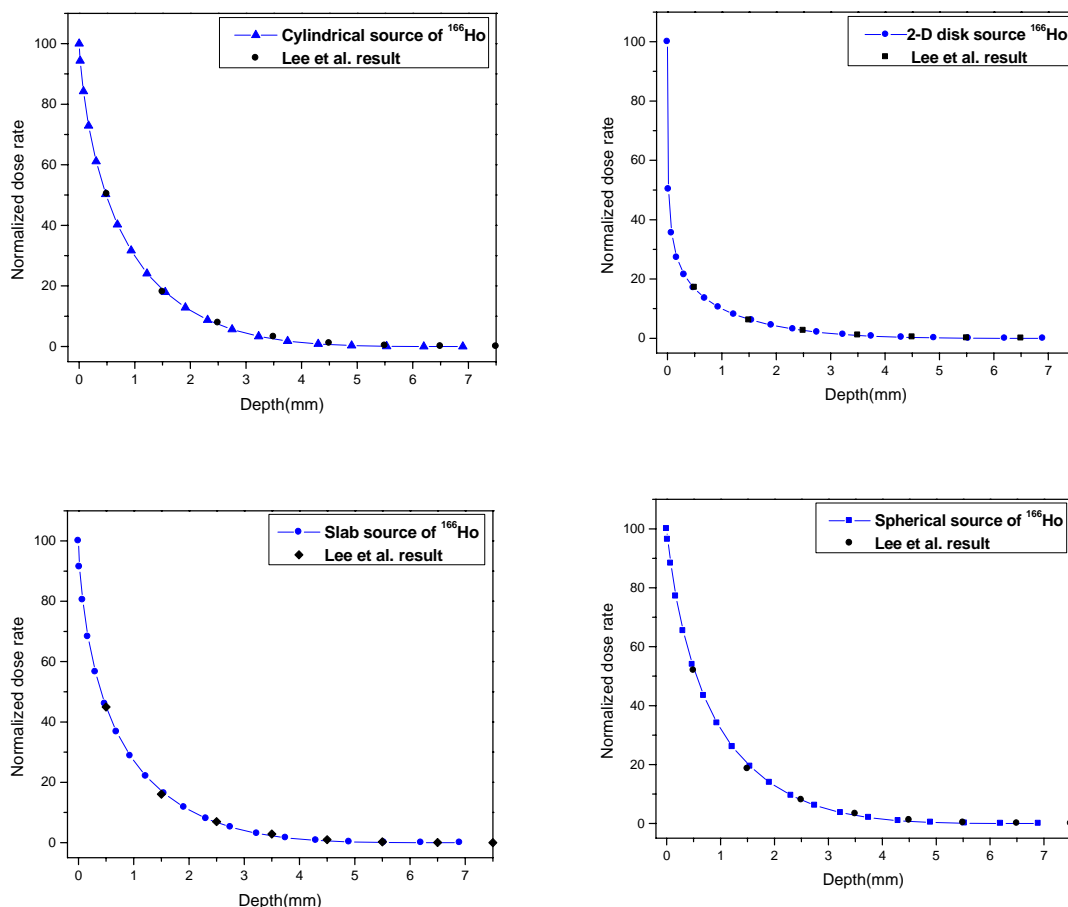 Cylindrical source of ¹⁶⁶Ho
Lee et al. result
100
80
60
40
20
0
Normalized dose rate
0 1 2 3 4 5 6 7
Depth(mm)
2-D disk source ¹⁶⁶Ho
Lee et al. result
100
80
60
40
20
0
Normalized dose rate
0 1 2 3 4 5 6 7
Depth(mm)
Slab source of ¹⁶⁶Ho
Lee et al. result
100
80
60
40
20
0
Normalized dose rate
0 1 2 3 4 5 6 7
Depth(mm)
Spherical source of ¹⁶⁶Ho
Lee et al. result
100
80
60
40
20
0
Normalized dose rate
0 1 2 3 4 5 6 7
Depth(mm)